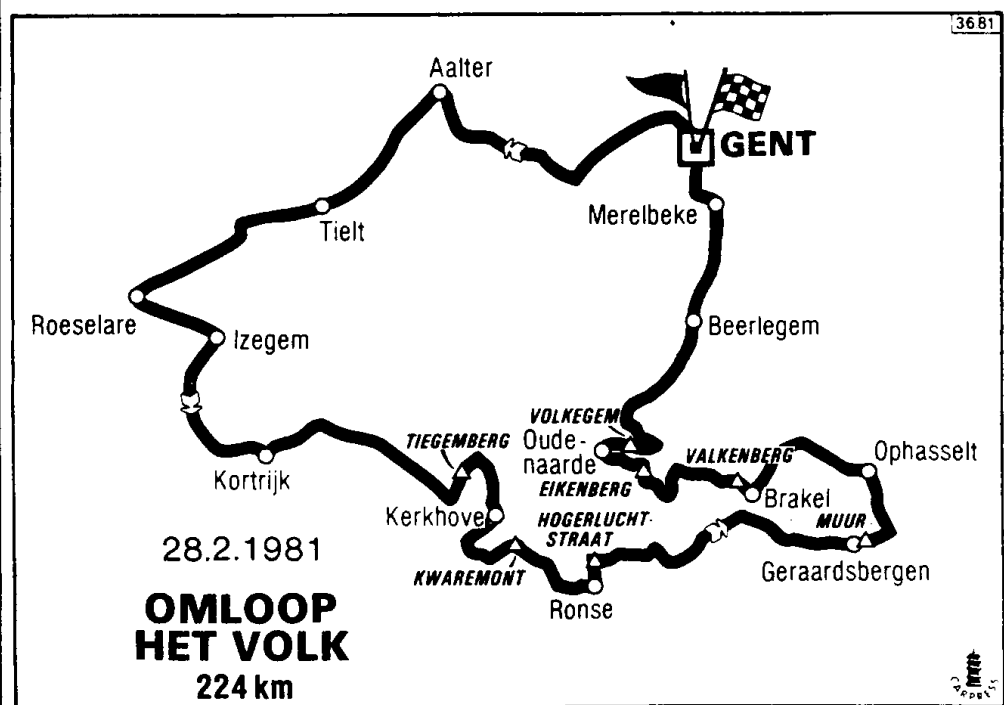 3681
Aalter
GENT
Merelbeke
Tielt
Roeselare
Izegem
Beerlegem
VOLKEGEM
TIEGEMBERG
Oude-
naarde
VALKENBERG
Ophasselt
Kortrijk
EIKENBERG
Brakel
Kerkhove
HOGERLUCHT-
STRAAT
MUUR
28.2.1981
KWAREMONT
Geraardsbergen
Ronse
OMLOOP
HET VOLK
224 km
CARPRESS